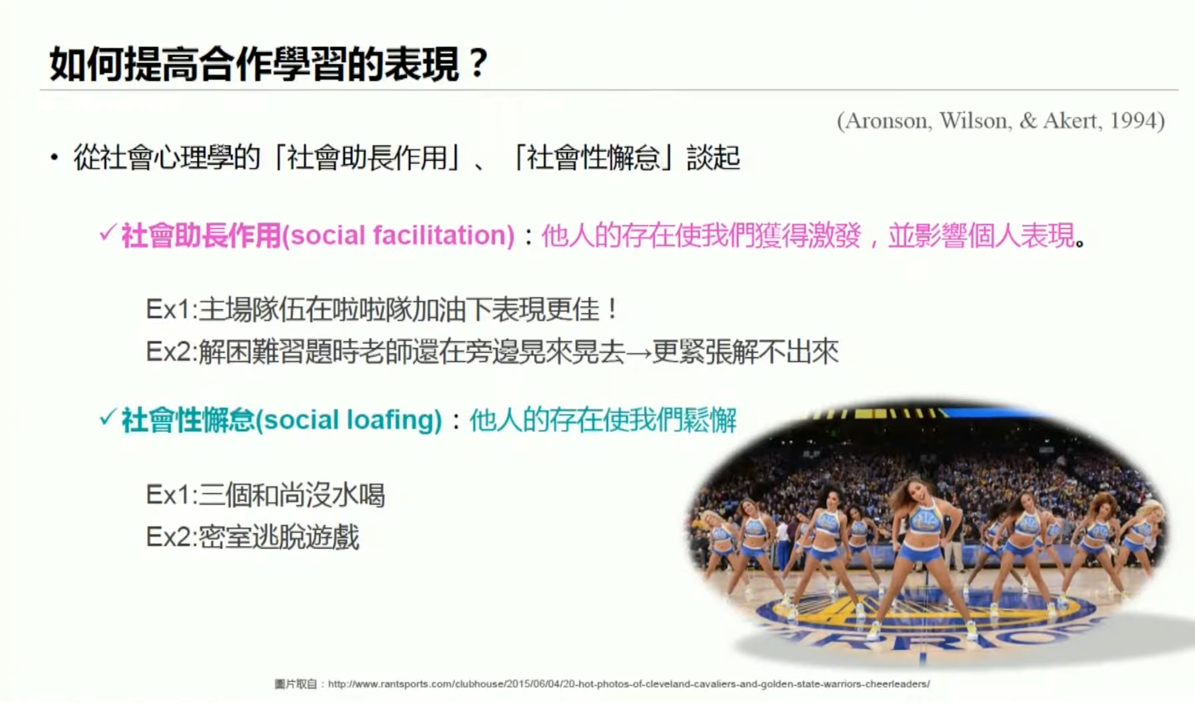 如何提高合作學習的表現？
(Aronson, Wilson, & Akert, 1994)
• 從社會心理學的「社會助長作用」、「社會性懈怠」談起
✓社會助長作用(social facilitation)：他人的存在使我們獲得激發，並影響個人表現。
Ex1:主場隊伍在啦啦隊加油下表現更佳！
Ex2:解困難習題時老師還在旁邊晃來晃去→更緊張解不出來
✓社會性懈怠(social loafing)：他人的存在使我們鬆懈
Ex1:三個和尚沒水喝
Ex2:密室逃脫遊戲
WARRIORS
圖片取自：http://www.rantsports.com/clubhouse/2015/06/04/20-hot-photos-of-cleveland-cavaliers-and-golden-state-warriors-cheerleaders/